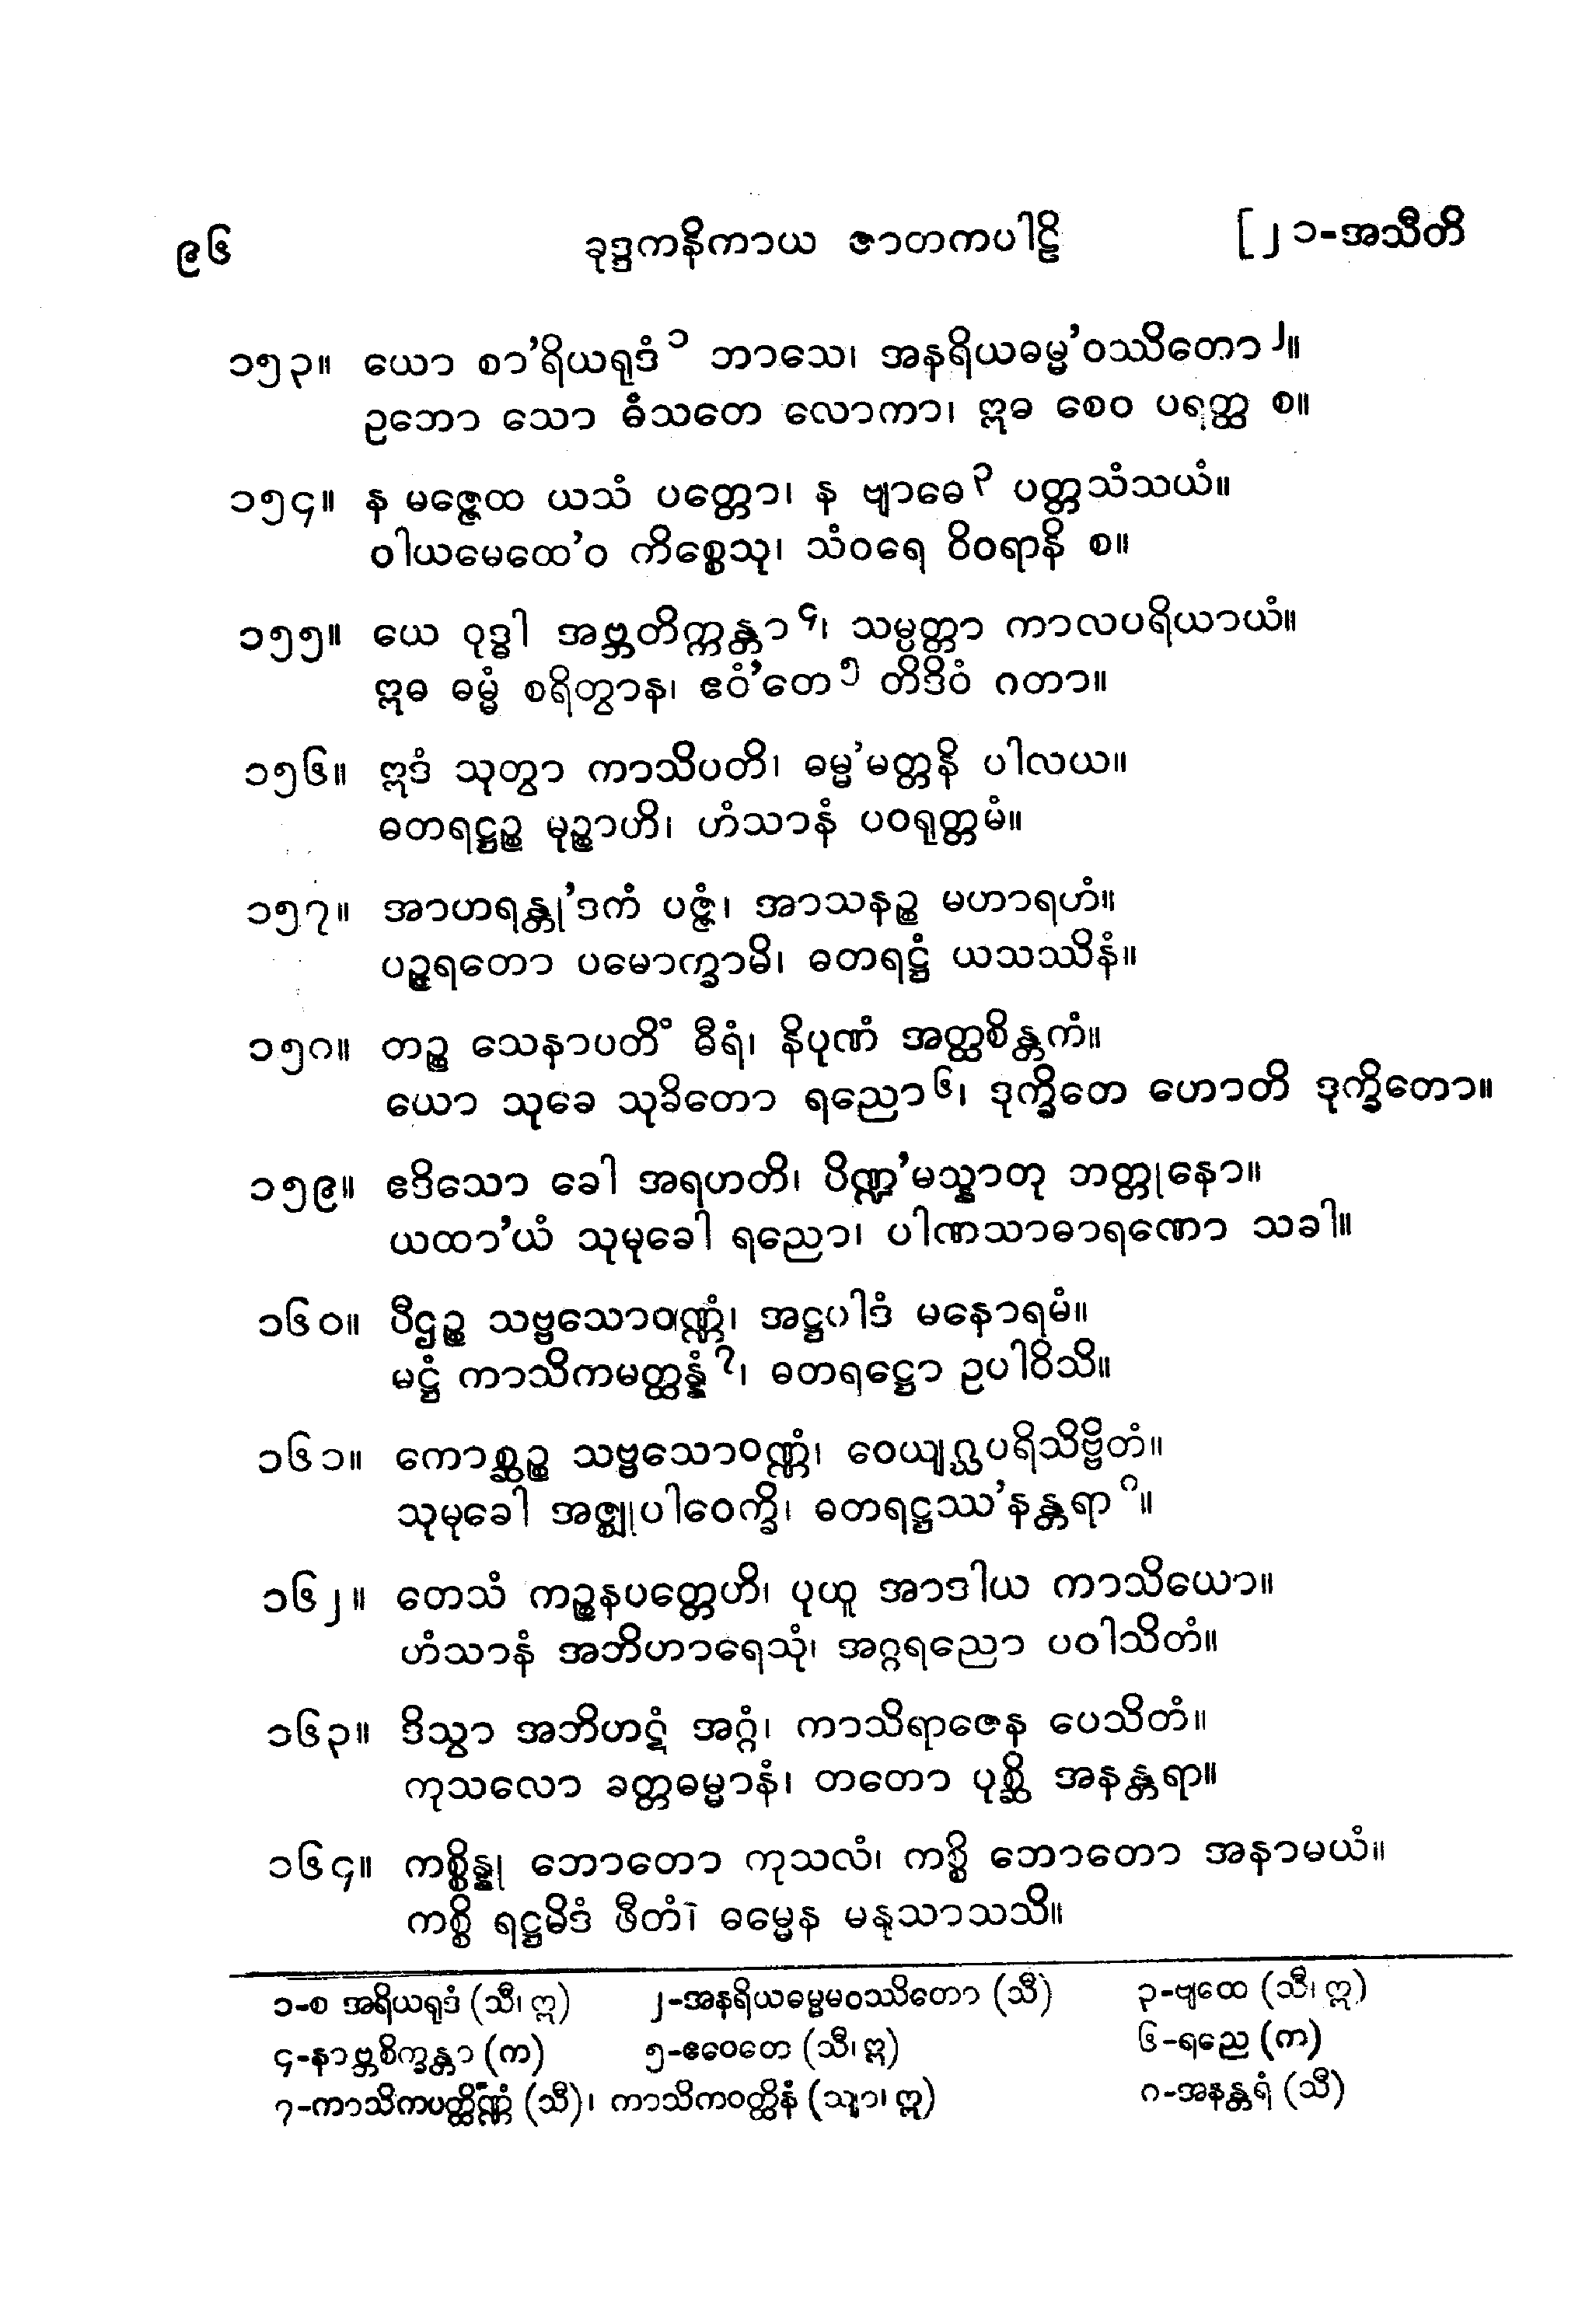 ၉၆ ခုဒ္ဒကနိကာယ ဇာတကပါဠိ [၂၁-အသီတိ
၁၅၃။ ယော စာ’ရိယရုဒံ ၁ ဘာသေ၊ အနရိယဓမ္မ’ဝဿိတော ၂။
ဥဘော သော ဓံသတေ လောကာ၊ ဣဓ စေဝ ပရတ္ထ စ။
၁၅၄။ န မဇ္ဇေထ ယသံ ပတ္တော၊ န ဗျာဓေ ၃ ပတ္တသံသယံ။
ဝါယမေထေ’ဝ ကိစ္စေသု၊ သံဝရေ ဝိဝရာနိ စ။
၁၅၅။ ယေ ဝုဒ္ဓါ အဗ္ဘတိက္ကန္တာ ၄၊ သမ္ပတ္တာ ကာလပရိယာယံ။
ဣဓ ဓမ္မံ စရိတွာန၊ ဧဝံ’တေ ၅ တိဒိဝံ ဂတာ။
၁၅၆။ ဣဒံ သုတွာ ကာသိပတိ၊ ဓမ္မ’မတ္တနိ ပါလယ။
ဓတရဋ္ဌဉ္စ မုဉ္စာဟိ၊ ဟံသာနံ ပဝရုတ္တမံ။
၁၅၇။ အာဟရန္တု’ဒကံ ပဇ္ဇံ၊ အာသနဉ္စ မဟာရဟံ။
ပဉ္ဇရတော ပမောက္ခာမိ၊ ဓတရဋ္ဌံ ယသဿိနံ။
၁၅၈။ တဉ္စ သေနာပတိံ ဓီရံ၊ နိပုဏံ အတ္ထစိန္တကံ။
ယော သုခေ သုခိတော ရညော ၆၊ ဒုက္ခိတေ ဟောတိ ဒုက္ခိတော။
၁၅၉။ ဧဒိသော ခေါ အရဟတိ၊ ပိဏ္ဍ’မသ္နာတု ဘတ္တုနော။
ယထာ’ယံ သုမုခေါ ရညော၊ ပါဏသာဓာရဏော သခါ။
၁၆၀။ ပီဌဉ္စ သဗ္ဗသောဝဏ္ဏံ၊ အဋ္ဌပါဒံ မနောရမံ။
မဋ္ဌံ ကာသိကမတ္ထန္နံ ၇၊ ဓတရဋ္ဌော ဥပါဝိသိ။
၁၆၁။ ကောစ္ဆဉ္စ သဗ္ဗသောဝဏ္ဏံ၊ ဝေယျဂ္ဃပရိသိဗ္ဗိတံ။
သုမုခေါ အဇ္ဈုပါဝေက္ခိ၊ ဓတရဋ္ဌဿ’နန္တရာ ၈။
၁၆၂။ တေသံ ကဉ္စနပတ္တေဟိ၊ ပုထူ အာဒါယ ကာသိယော။
ဟံသာနံ အဘိဟာရေသုံ၊ အဂ္ဂရညော ပဝါသိတံ။
၁၆၃။ ဒိသွာ အဘိဟဋံ အဂ္ဂံ၊ ကာသိရာဇေန ပေသိတံ။
ကုသလော ခတ္တဓမ္မာနံ၊ တတော ပုစ္ဆိ အနန္တရာ။
၁၆၄။ ကစ္စိန္နု ဘောတော ကုသလံ၊ ကစ္စိ ဘောတော အနာမယံ။
ကစ္စိ ရဋ္ဌမိဒံ ဖီတံ၊ ဓမ္မေန မနုသာသသိ။
၁-စ အရိယရုဒံ (သီ၊ ဣ) ၂-အနရိယဓမ္မမဝဿိတော (သီ) ၃-ဗျထေ (သီ၊ ဣ)
၄-နာဗ္ဘစိက္ခန္တာ (က) ၅-ဧဝေတေ (သီ၊ ဣ) ၆-ရညေ (က)
၇-ကာသိကပတ္ထိဏ္ဏံ (သီ)၊ ကာသိကဝတ္ထိနံ (သျာ၊ ဣ) ၈-အနန္တရံ (သီ)